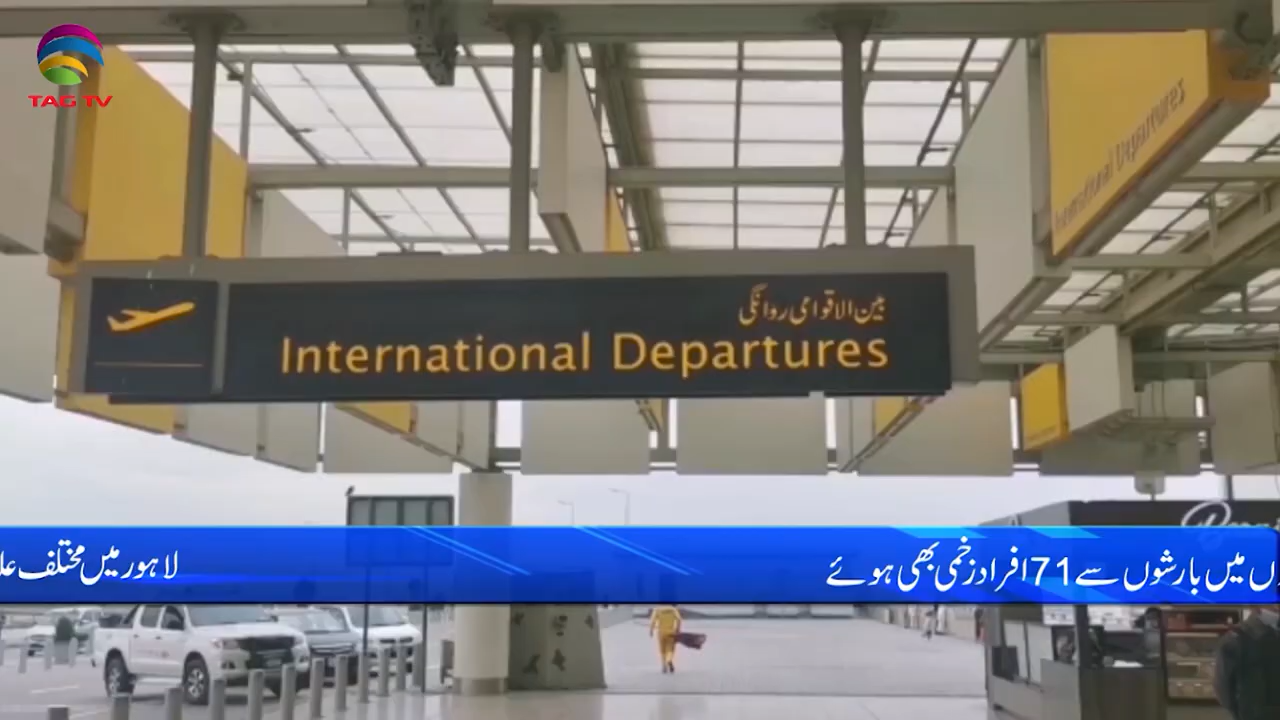 TAG TV
International Departures
بین الاقوامی روانگی
International Departures
میں بارشوں سے 71 افراد زخمی بھی ہوئے
لاہور میں مختلف